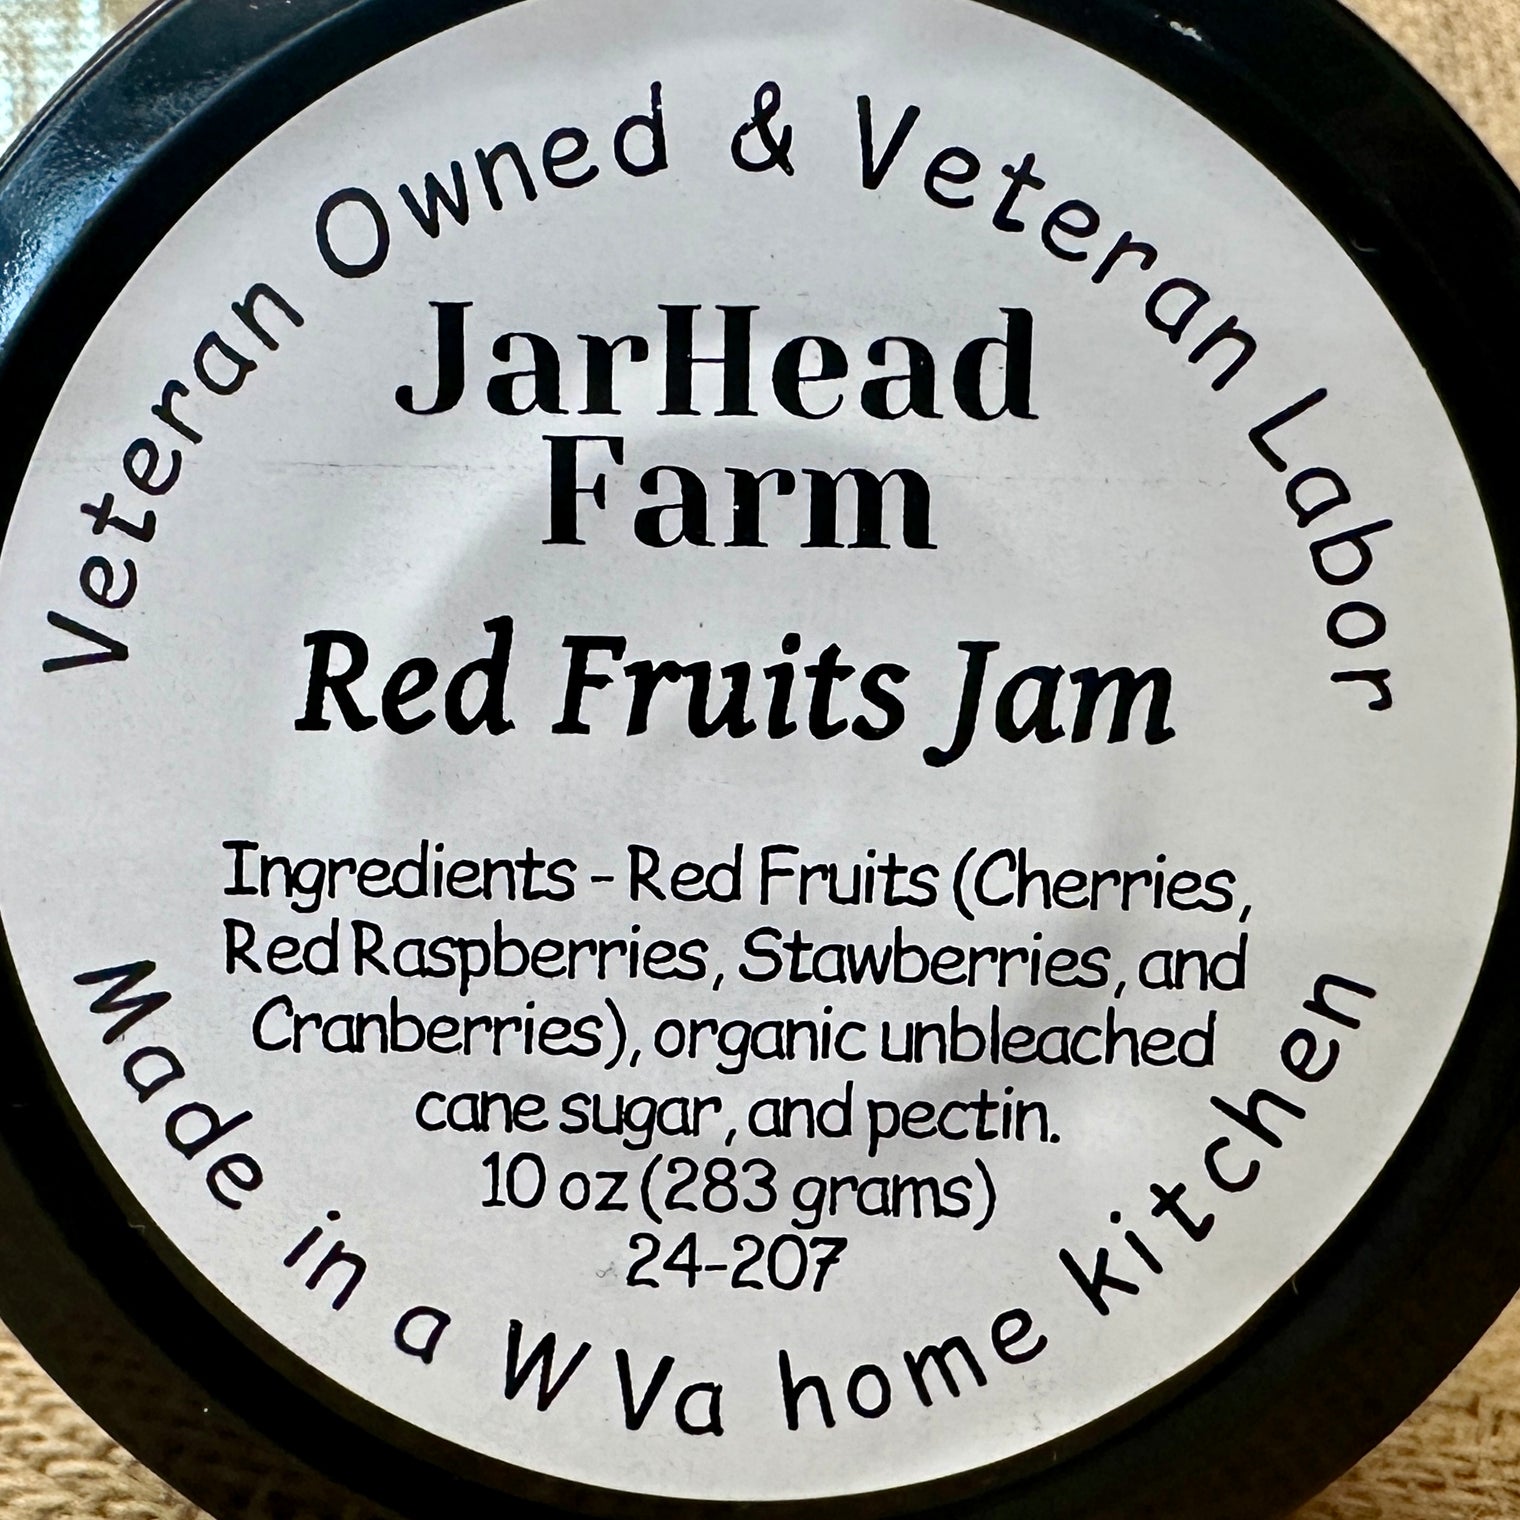 Veteran Owned & Veteran Labor
JarHead
Farm
Red Fruits Jam
Ingredients - Red Fruits (Cherries,
Red Raspberries, Stawberries, and
Cranberries), organic unbleached
cane sugar, and pectin.
10 oz (283 grams)
24-207
Made in a WVa home kitchen